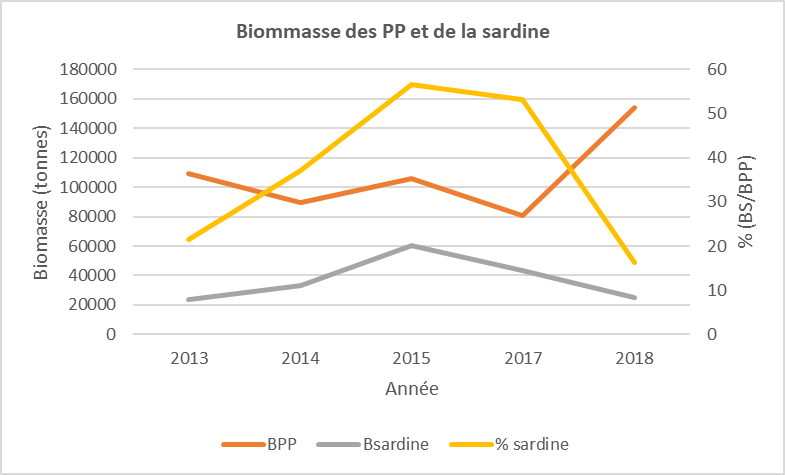 Biommasse des PP et de la sardine
180000
160000
140000
120000
100000
80000
60000
40000
20000
0
Biomasse (tonnes)
60
50
40
30
20
10
0
% (BS/BPP)
2013 2014 2015 2017 2018
Année
BPP Bsardine % sardine